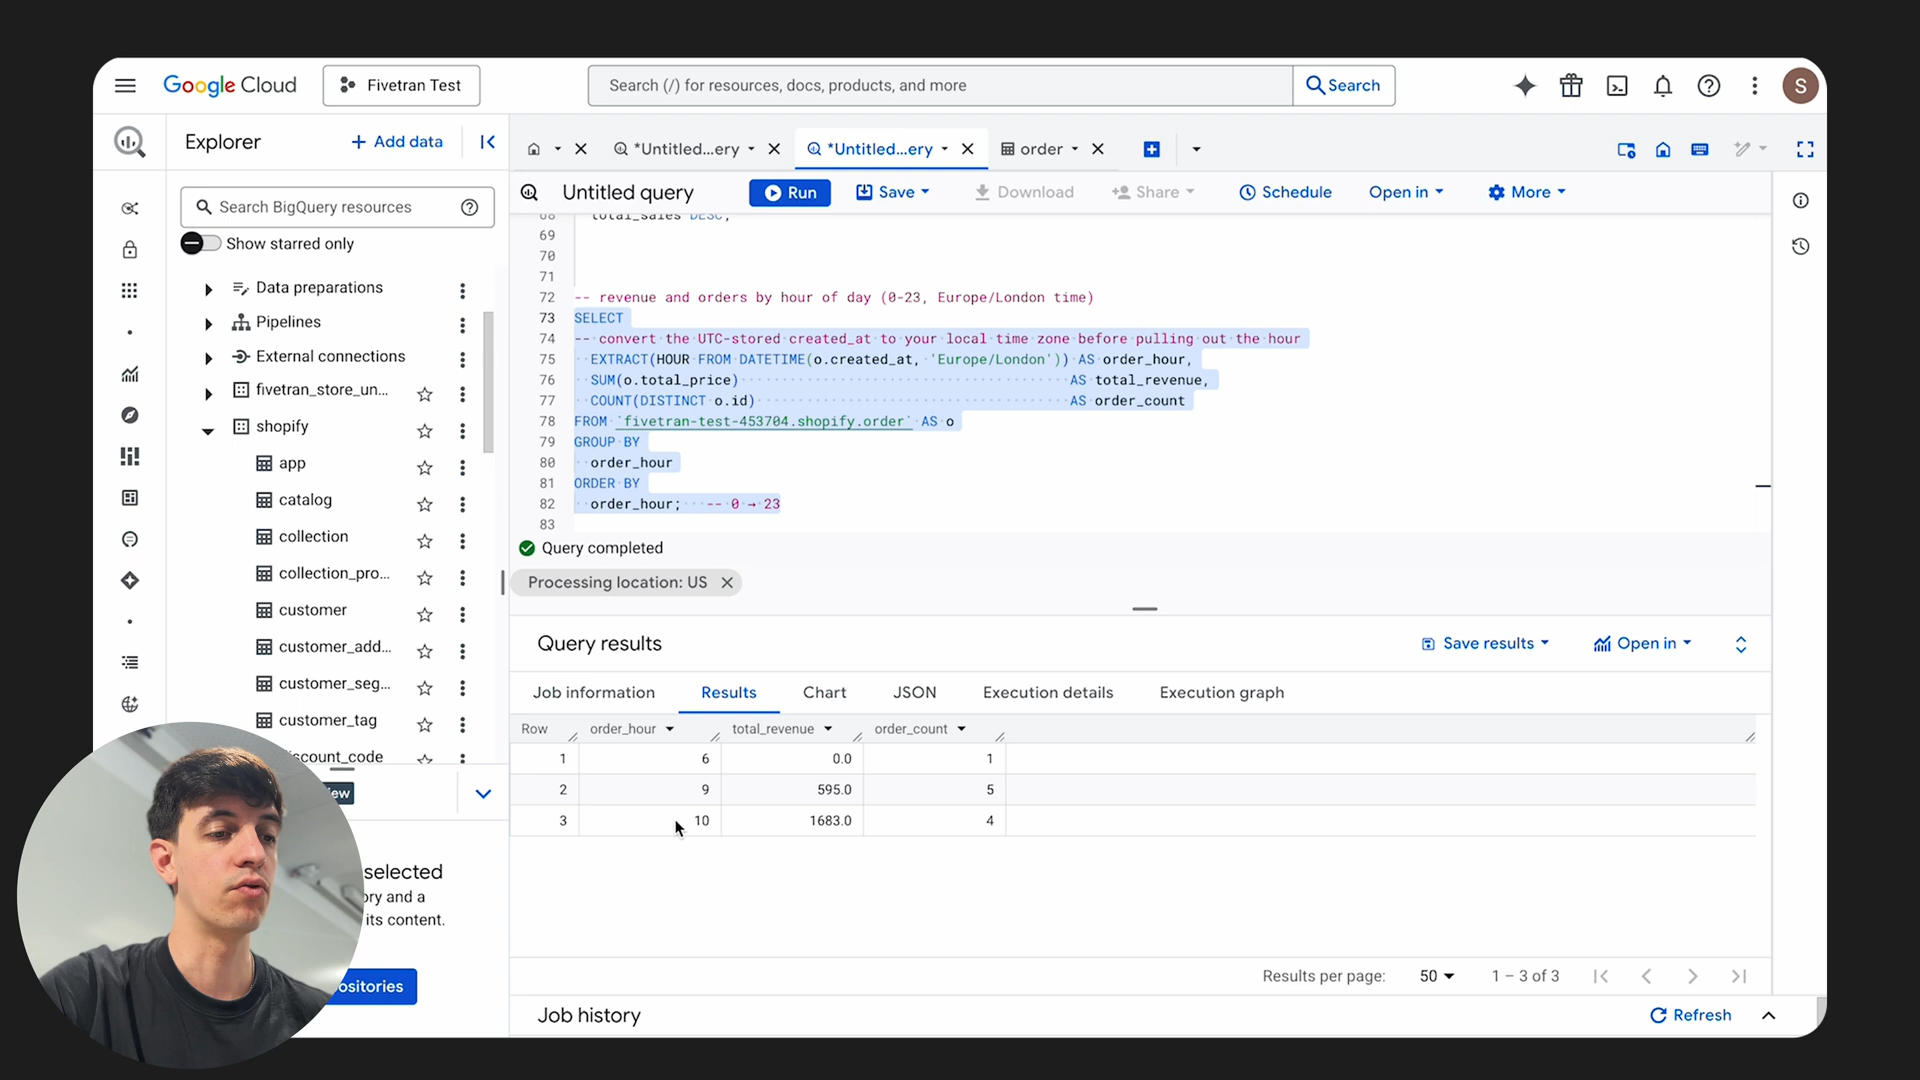 Google Cloud
Fivetran Test
Search (/) for resources, docs, products, and more
Search
S
Explorer
+ Add data
*Untitled...ery
*Untitled...ery
order
Search BigQuery resources
Show starred only
Untitled query
Run
Save
Download
Share
Schedule
Open in
More
Data preparations
Pipelines
External connections
fivetran_store_un...
shopify
app
catalog
collection
collection_pro...
customer
customer_add...
customer_seg...
customer_tag
iscount_code
68 total_sales DESC;
69
70
71
72 -- revenue and orders by hour of day (0-23, Europe/London time)
73 SELECT
74 -- convert the UTC-stored created_at to your local time zone before pulling out the hour
75 EXTRACT(HOUR FROM DATETIME(o.created_at, 'Europe/London')) AS order_hour,
76 SUM(o.total_price) AS total_revenue,
77 COUNT(DISTINCT o.id) AS order_count
78 FROM `fivetran-test-453704.shopify.order` AS o
79 GROUP BY
80 order_hour
81 ORDER BY
82 order_hour; -- 0 → 23
83
Query completed
Processing location: US
Query results
Save results
Open in
Job information
Results
Chart
JSON
Execution details
Execution graph
Row order_hour total_revenue order_count
1 6 0.0 1
2 9 595.0 5
3 10 1683.0 4
ew
selected
ory and a
its content.
ositories
Results per page: 50 1 – 3 of 3
Job history
Refresh